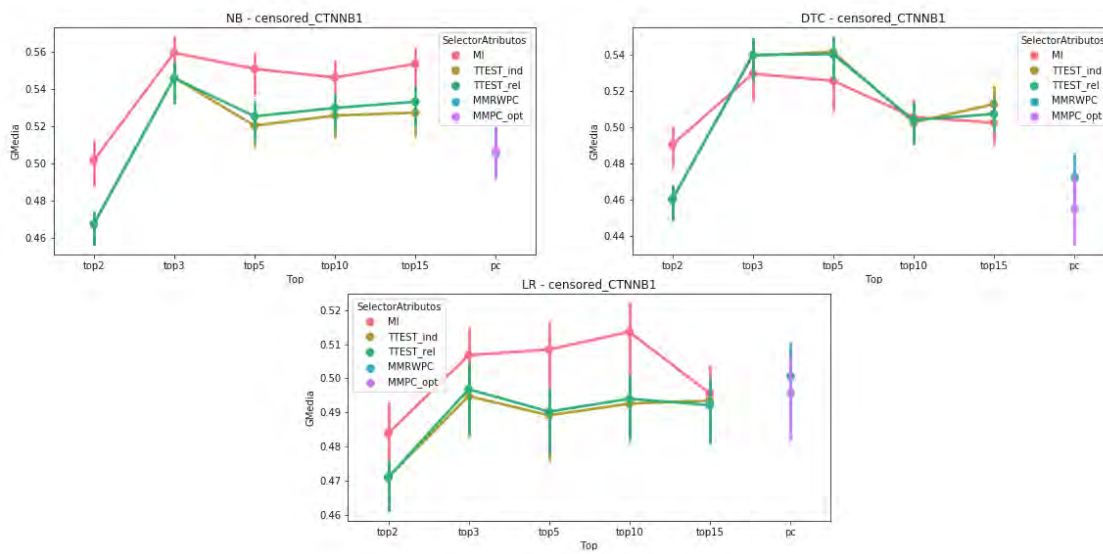 NB - censored_CTNNB1
GMedia
0.56
0.54
0.52
0.50
0.48
0.46
SelectorAtributos
MI
TTEST_ind
TTEST_rel
MMRWPC
MMPC_opt
top2
top3
top5
top10
top15
pc
Top
DTC - censored_CTNNB1
GMedia
0.54
0.52
0.50
0.48
0.46
0.44
SelectorAtributos
MI
TTEST_ind
TTEST_rel
MMRWPC
MMPC_opt
top2
top3
top5
top10
top15
pc
Top
LR - censored_CTNNB1
GMedia
0.52
0.51
0.50
0.49
0.48
0.47
0.46
SelectorAtributos
MI
TTEST_ind
TTEST_rel
MMRWPC
MMPC_opt
top2
top3
top5
top10
top15
pc
Top